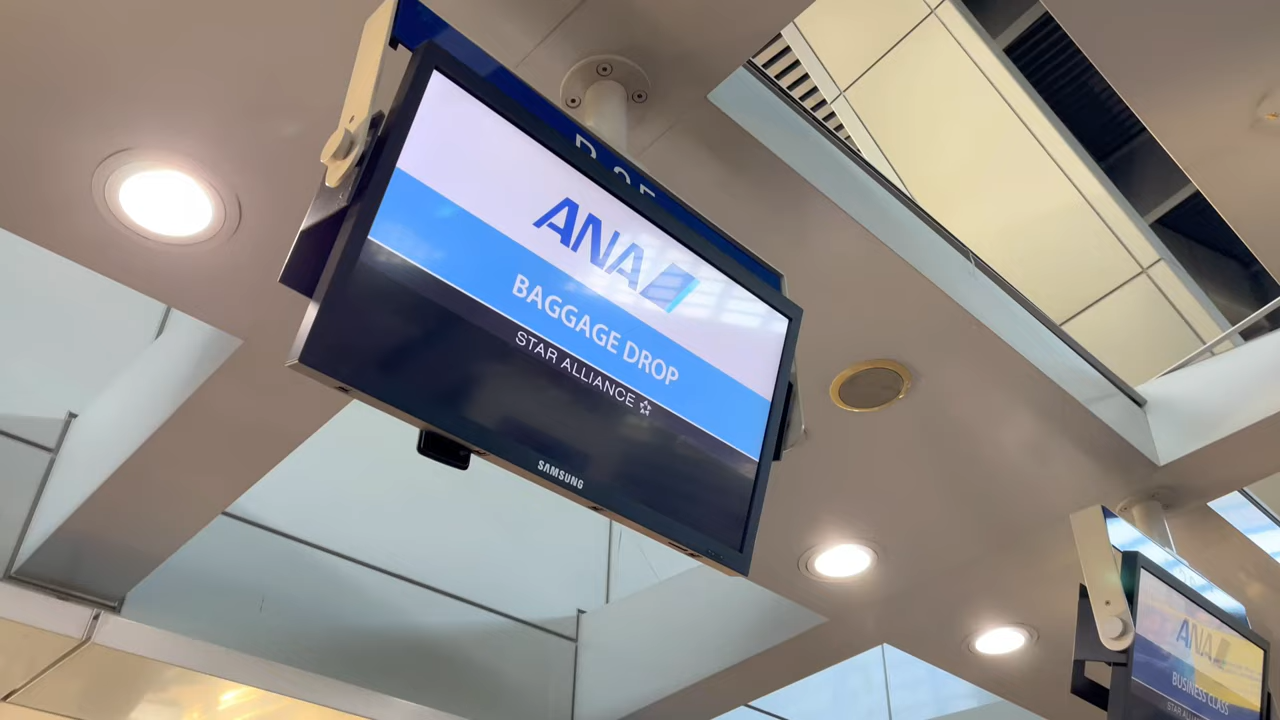 ANA
BAGGAGE DROP
STAR ALLIANCE
SAMSUNG
ANA
BUSINESS CLASS